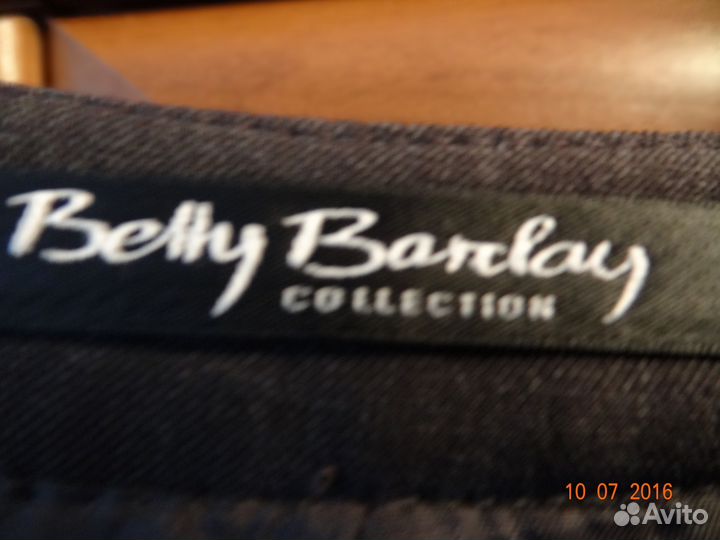 Betty Barclay
COLLECTION
10 07 2016
Avito